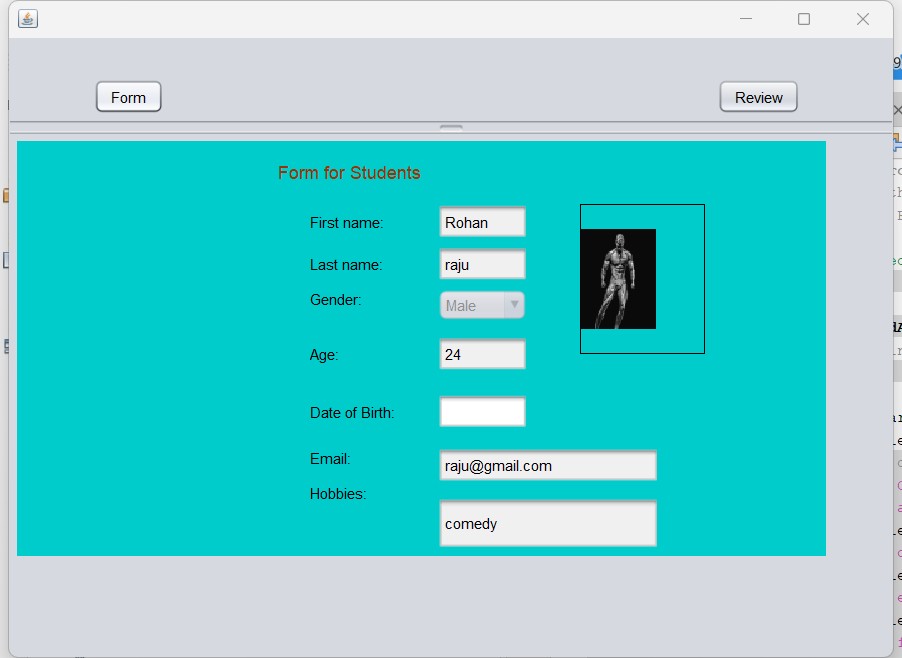 Form
Review
Form for Students
First name: Rohan
Last name: raju
Gender: Male
Age: 24
Date of Birth:
Email: raju@gmail.com
Hobbies: comedy